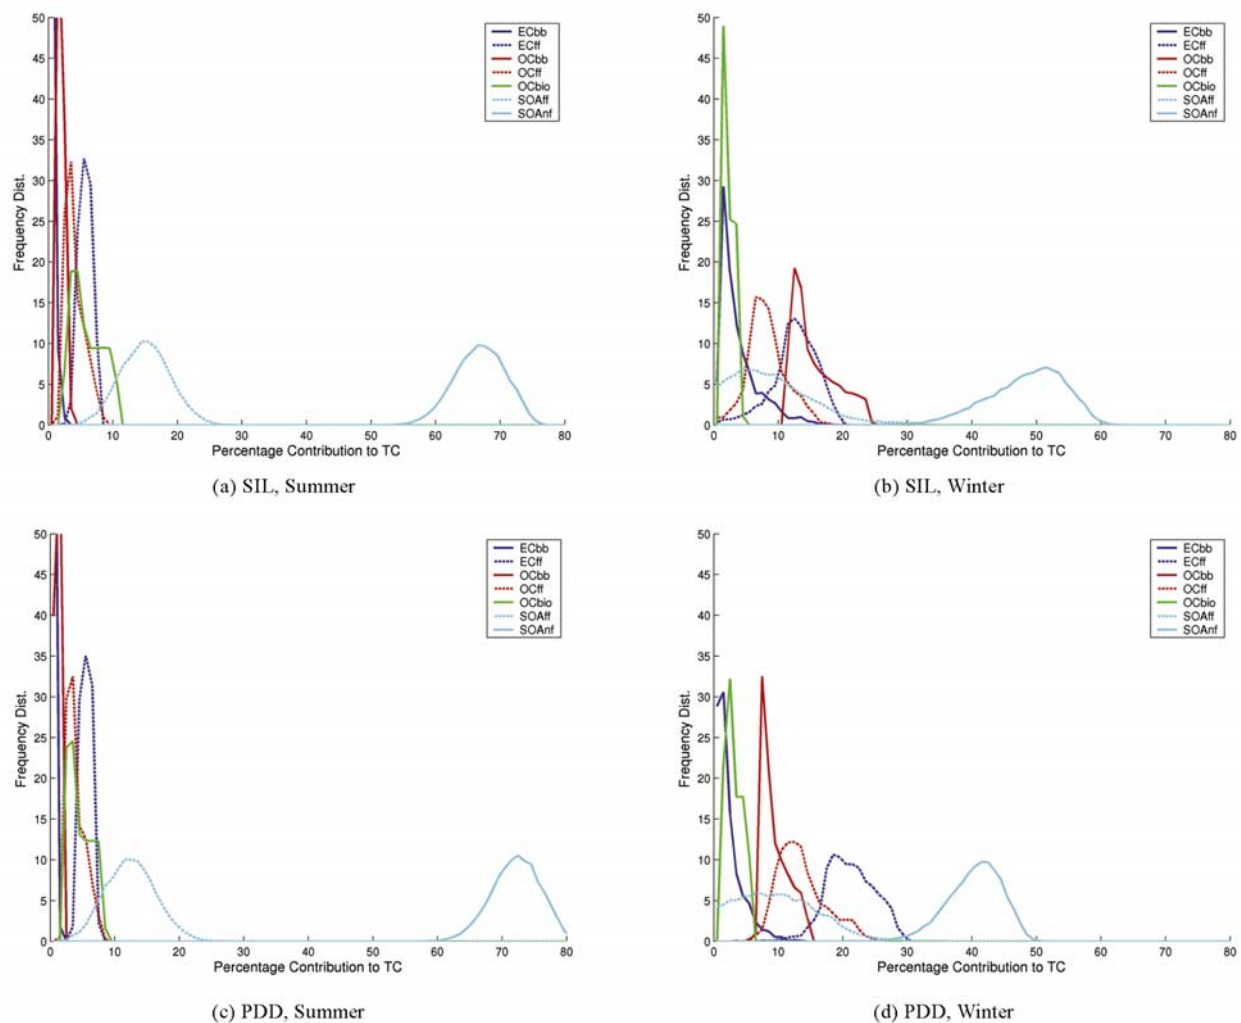 50
45
40
35
30
25
20
15
10
5
0
Frequency Dist.
ECbb
ECff
OCbb
OCff
OCbio
SOAff
SOAnf
0 10 20 30 40 50 60 70 80
Percentage Contribution to TC
(a) SIL, Summer
50
45
40
35
30
25
20
15
10
5
0
Frequency Dist.
ECbb
ECff
OCbb
OCff
OCbio
SOAff
SOAnf
0 10 20 30 40 50 60 70 80
Percentage Contribution to TC
(b) SIL, Winter
50
45
40
35
30
25
20
15
10
5
0
Frequency Dist.
ECbb
ECff
OCbb
OCff
OCbio
SOAff
SOAnf
0 10 20 30 40 50 60 70 80
Percentage Contribution to TC
(c) PDD, Summer
50
45
40
35
30
25
20
15
10
5
0
Frequency Dist.
ECbb
ECff
OCbb
OCff
OCbio
SOAff
SOAnf
0 10 20 30 40 50 60 70 80
Percentage Contribution to TC
(d) PDD, Winter